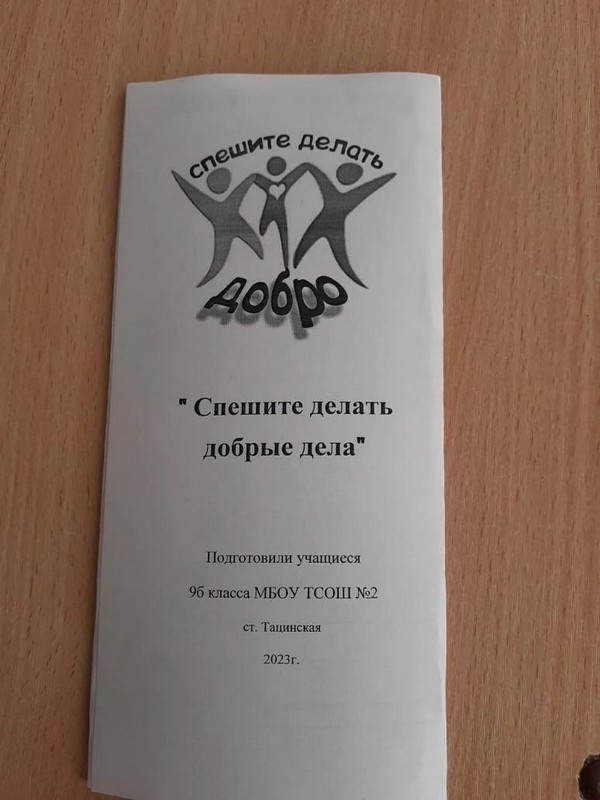 спешите делать
добро
" Спешите делать
добрые дела"
Подготовили учащиеся
9б класса МБОУ ТСОШ №2
ст. Тацинская
2023г.